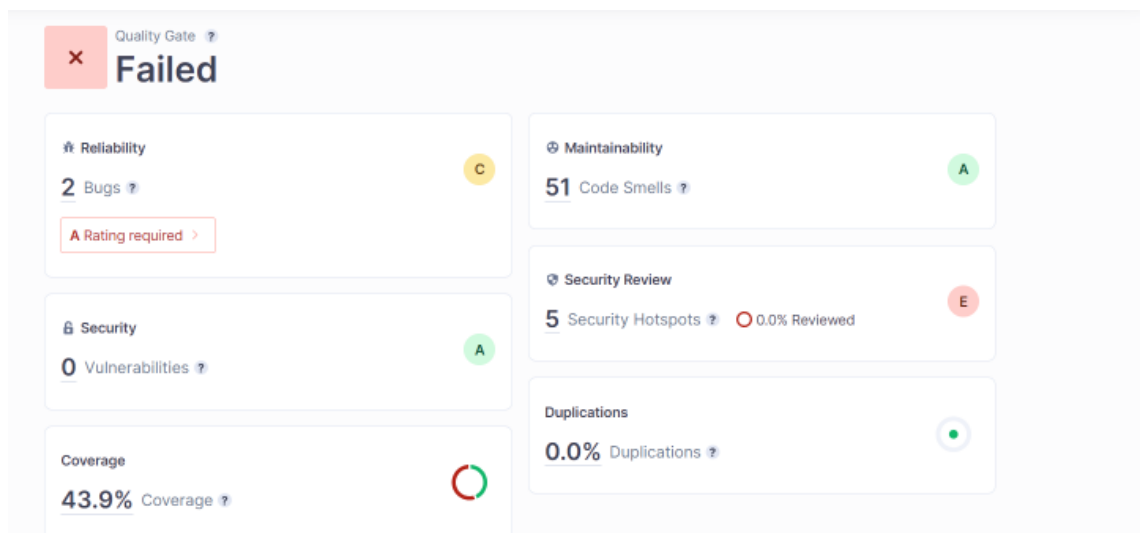 Quality Gate ?
Failed
Reliability
2 Bugs ?
C
A Rating required >
Security
0 Vulnerabilities ?
A
Coverage
43.9% Coverage ?
Maintainability
51 Code Smells ?
A
Security Review
5 Security Hotspots ? 0.0% Reviewed
E
Duplications
0.0% Duplications ?